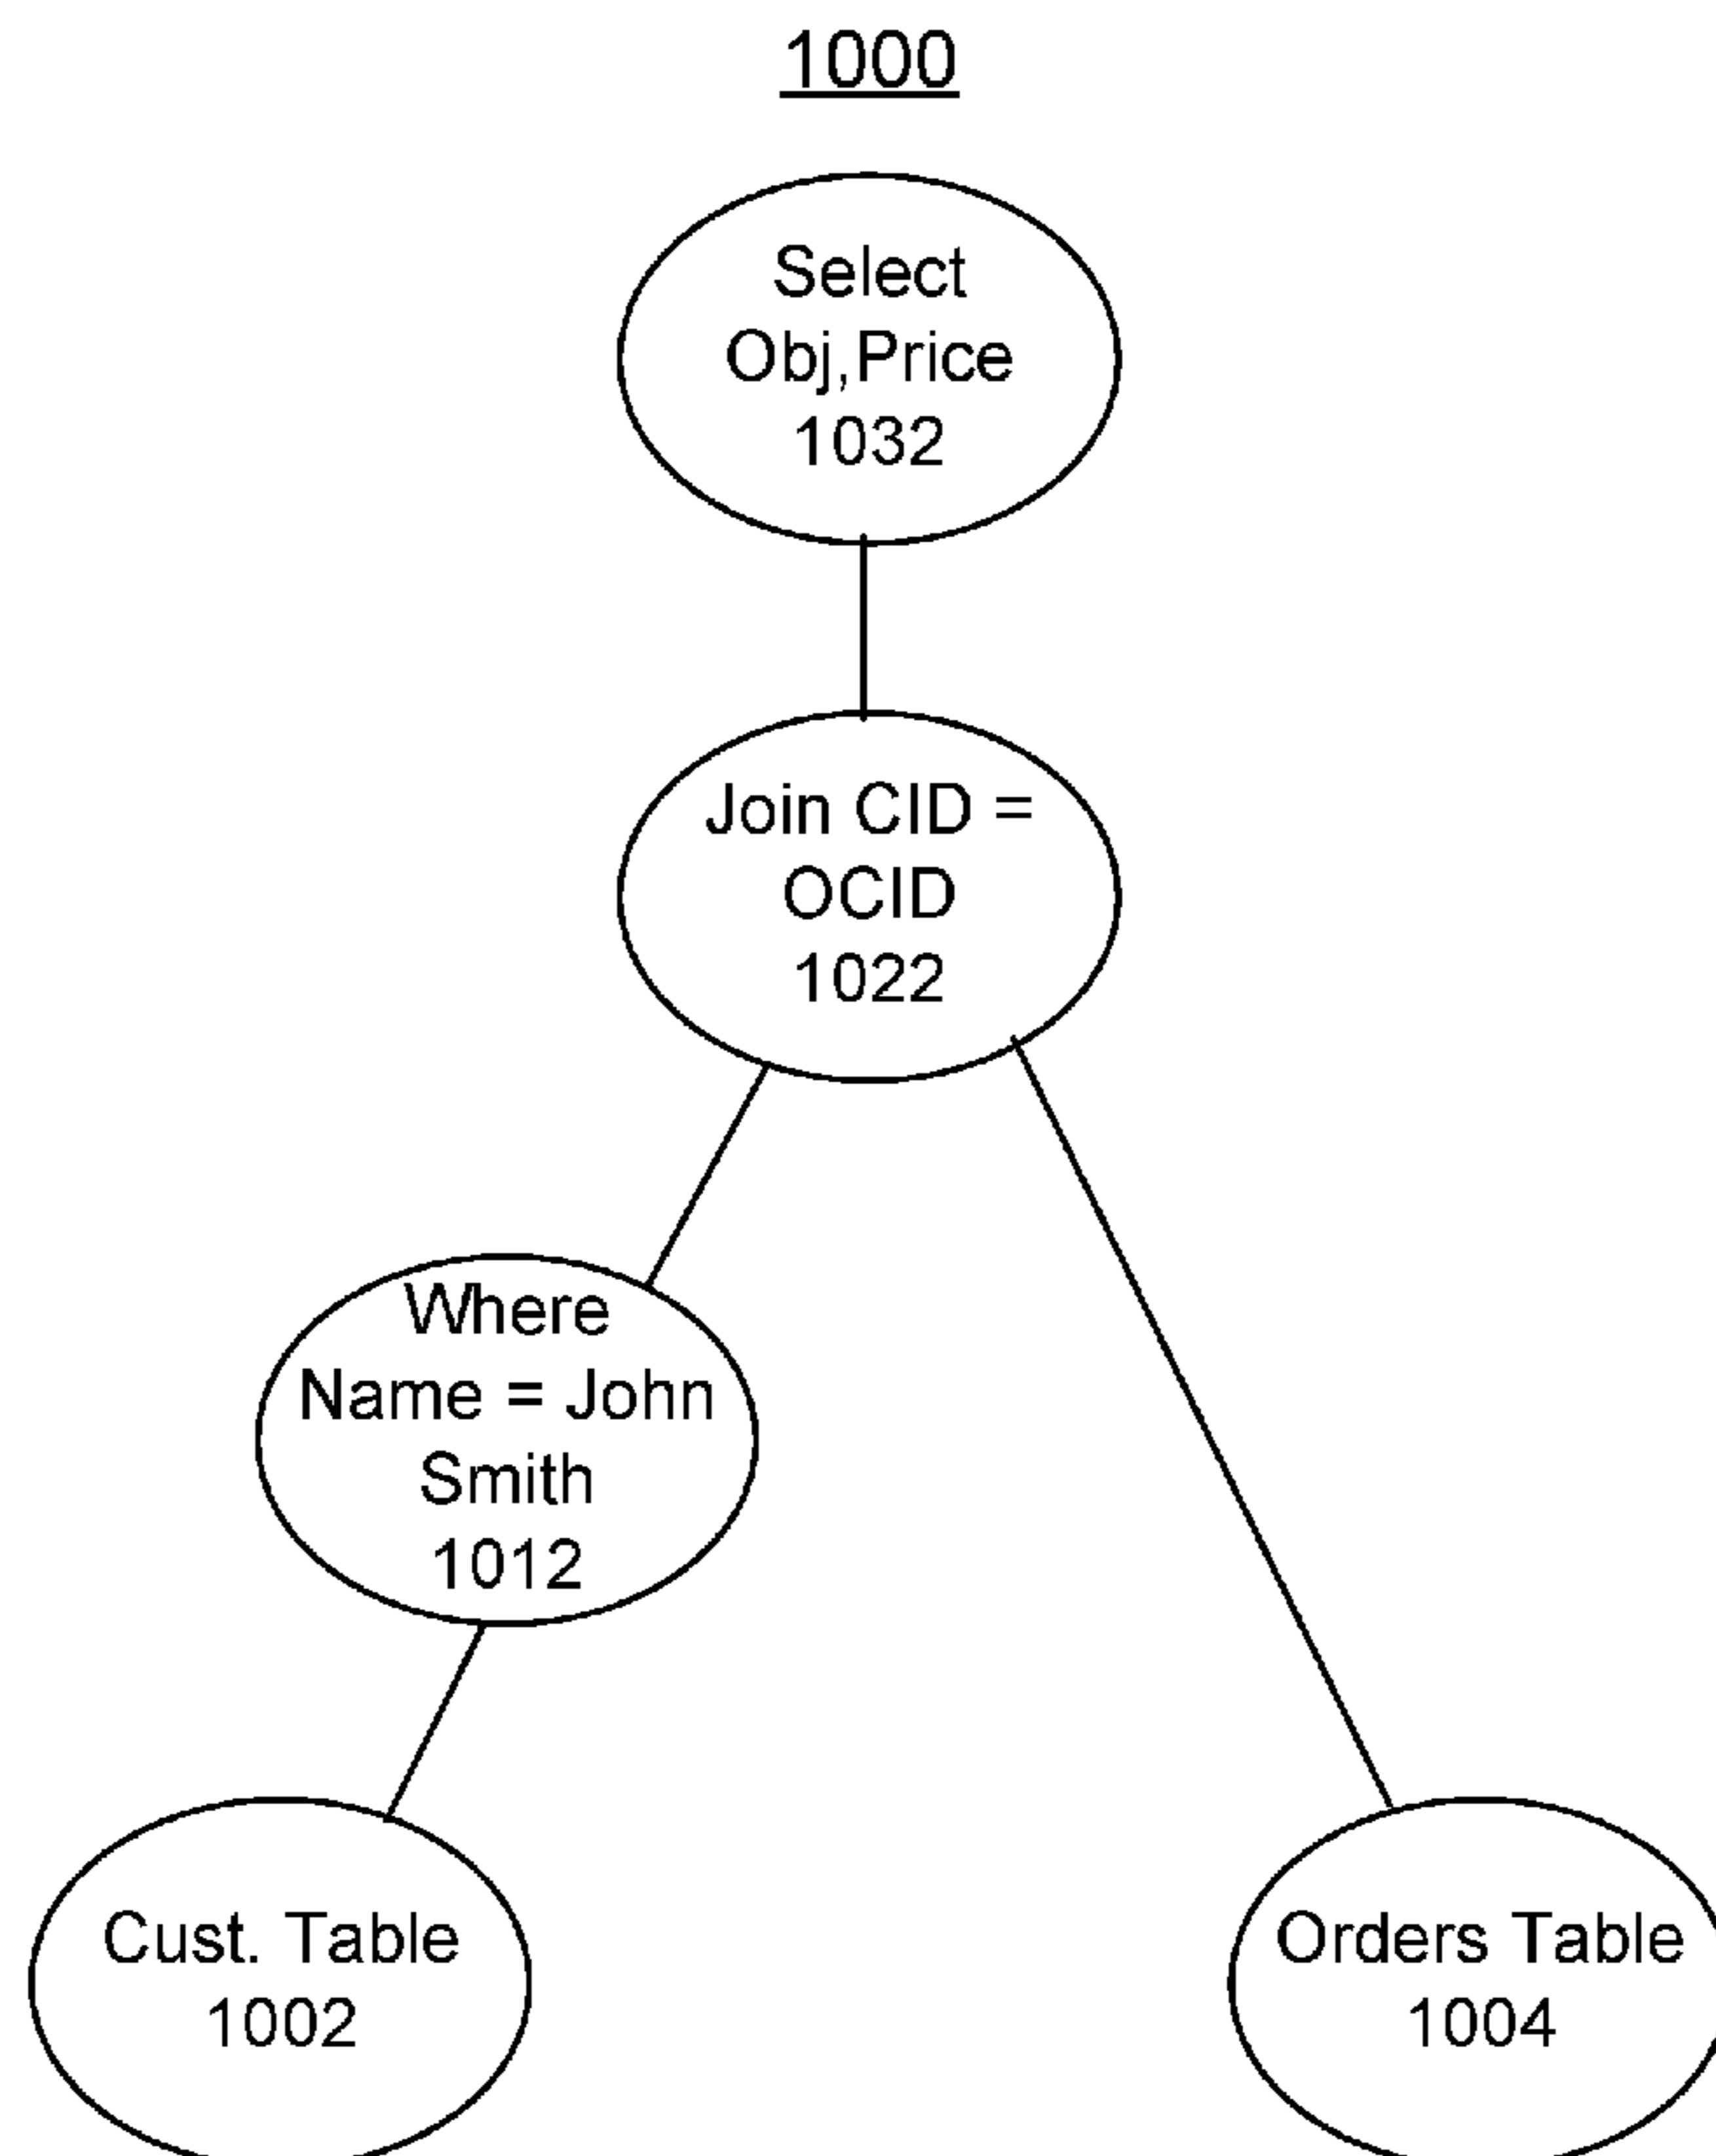 1000
Select
Obj,Price
1032
Join CID =
OCID
1022
Where
Name = John
Smith
1012
Cust. Table
1002
Orders Table
1004